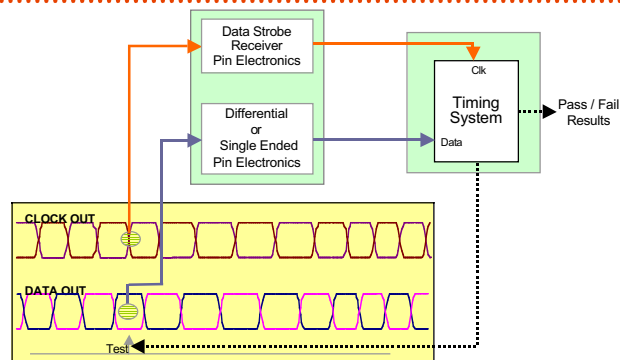 Data Strobe
Receiver
Pin Electronics
Clk
Timing
System
Data
Pass / Fail
Results
Differential
or
Single Ended
Pin Electronics
CLOCK OUT
DATA OUT
Test